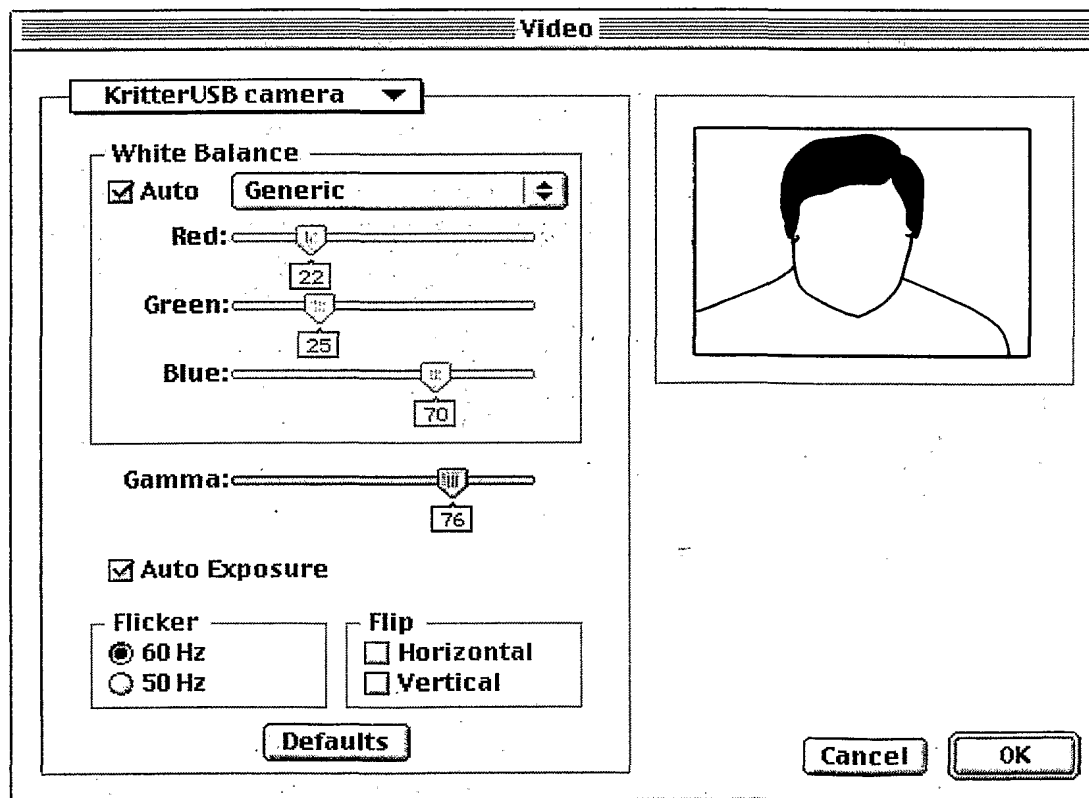 Video
KritterUSB camera
White Balance
Auto Generic
Red:
22
Green:
25
Blue:
70
Gamma:
76
Auto Exposure
Flicker
60 Hz
50 Hz
Flip
Horizontal
Vertical
Defaults
Cancel OK